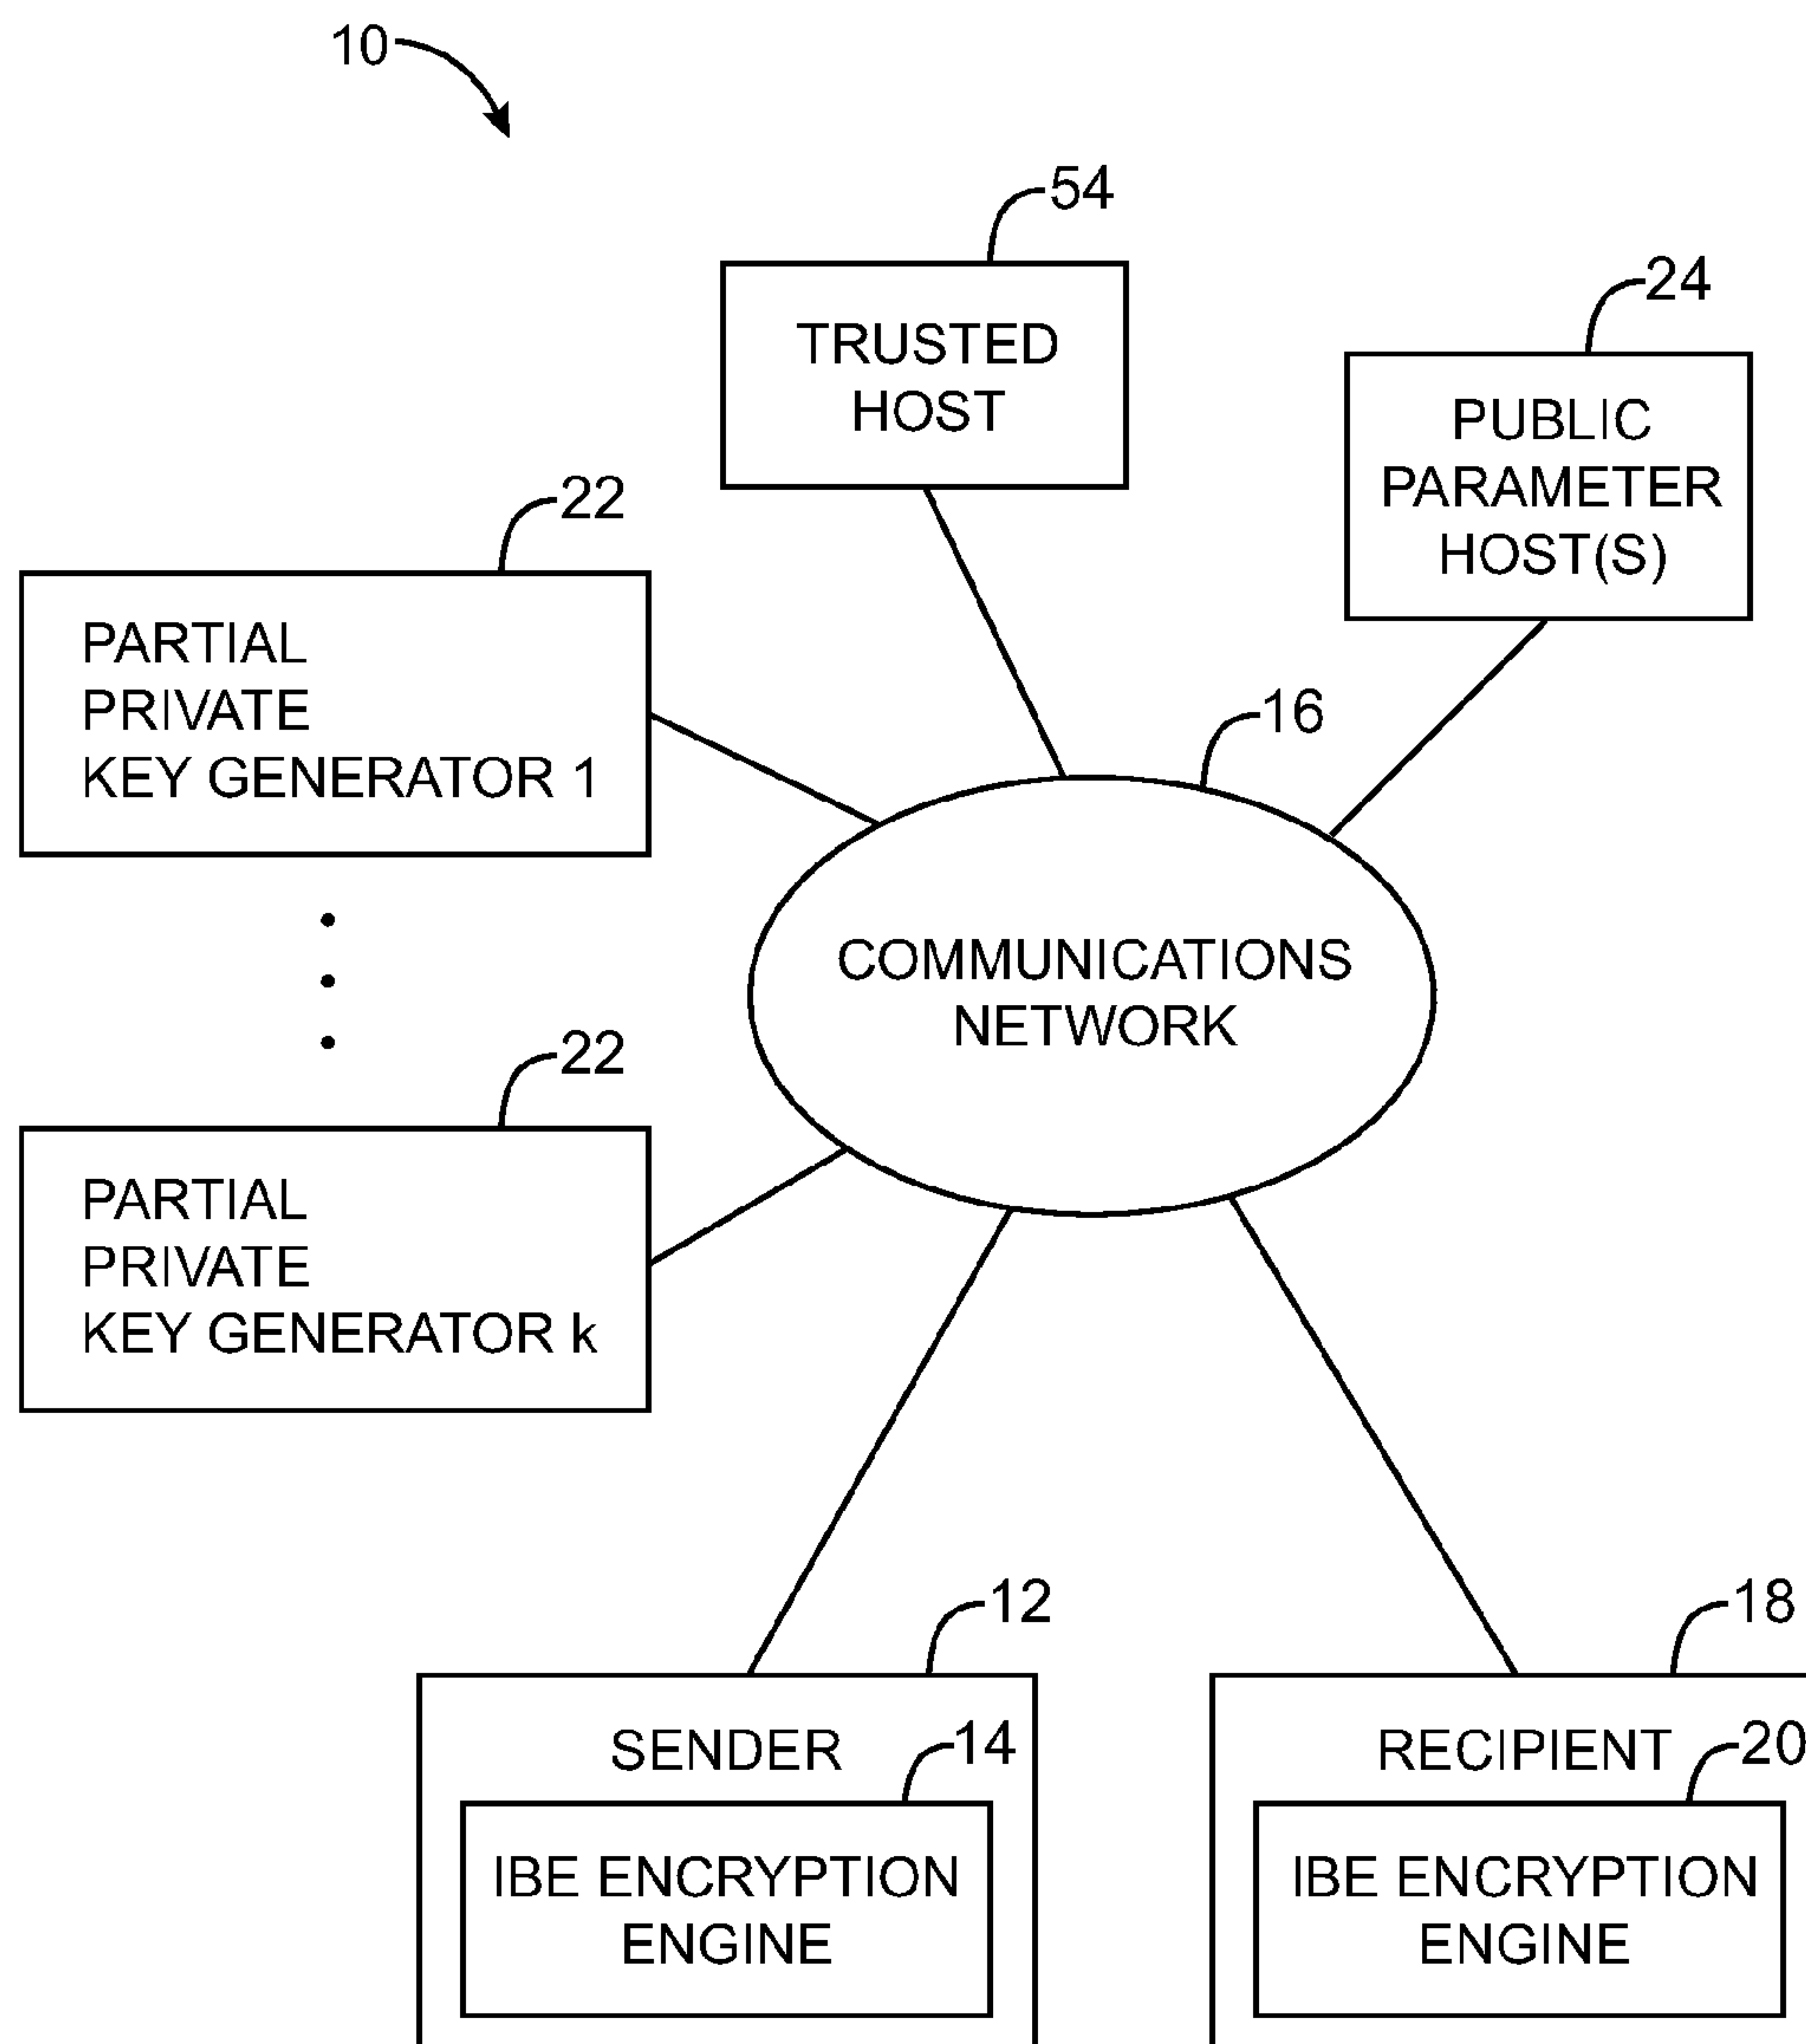 10
54
TRUSTED
HOST
24
PUBLIC
PARAMETER
HOST(S)
22
PARTIAL
PRIVATE
KEY GENERATOR 1
16
COMMUNICATIONS
NETWORK
22
PARTIAL
PRIVATE
KEY GENERATOR k
12
SENDER
14
IBE ENCRYPTION
ENGINE
18
RECIPIENT
20
IBE ENCRYPTION
ENGINE